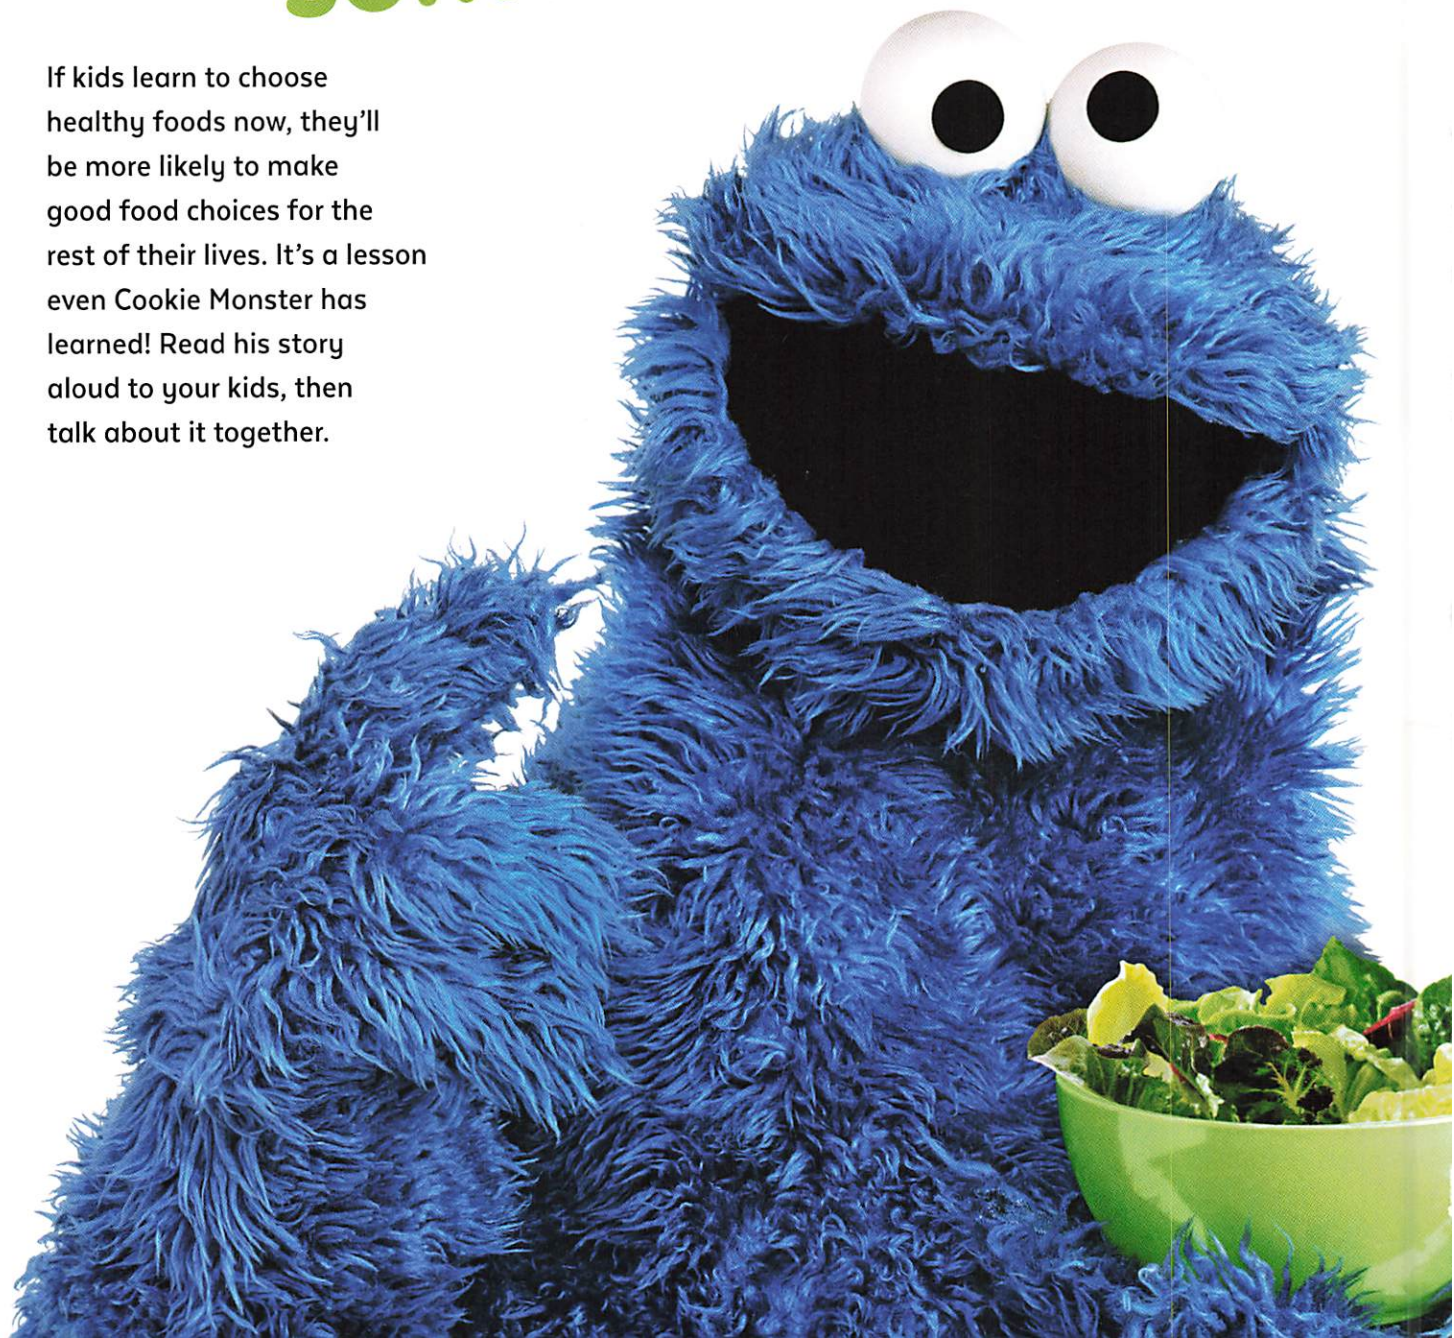 If kids learn to choose
healthy foods now, they'll
be more likely to make
good food choices for the
rest of their lives. It's a lesson
even Cookie Monster has
learned! Read his story
aloud to your kids, then
talk about it together.